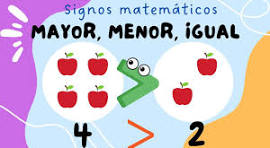 Signos matemáticos
MAYOR, MENOR, IGUAL
4 > 2